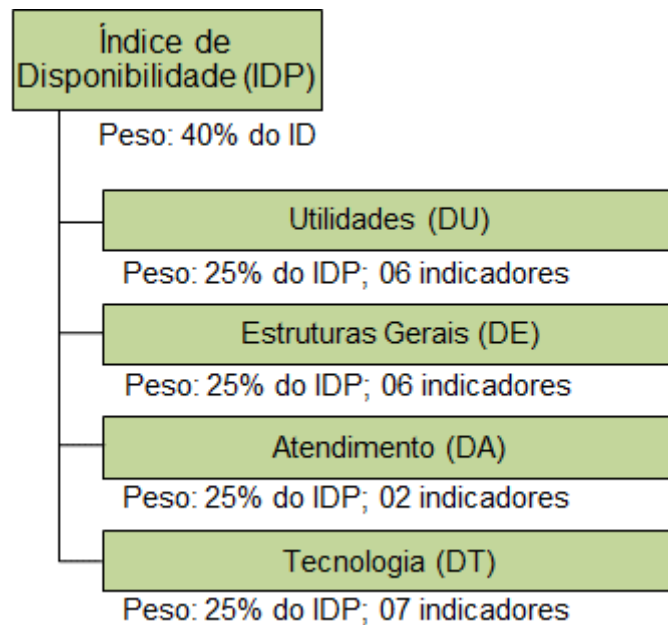 Índice de
Disponibilidade (IDP)
Peso: 40% do ID
Utilidades (DU)
Peso: 25% do IDP; 06 indicadores
Estruturas Gerais (DE)
Peso: 25% do IDP; 06 indicadores
Atendimento (DA)
Peso: 25% do IDP; 02 indicadores
Tecnologia (DT)
Peso: 25% do IDP; 07 indicadores